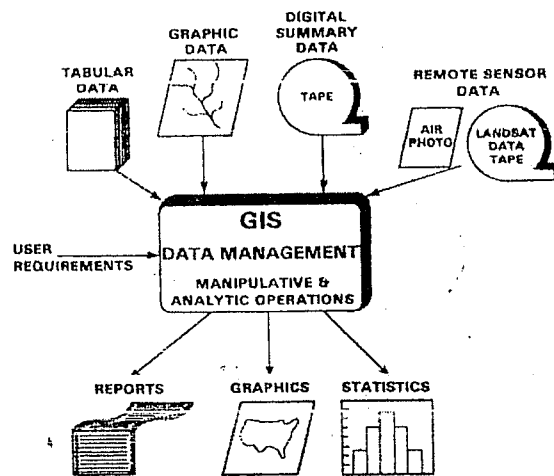 DIGITAL
SUMMARY
DATA
GRAPHIC
DATA
TABULAR
DATA
TAPE
REMOTE SENSOR
DATA
AIR
PHOTO
LANDSAT
DATA
TAPE
GIS
DATA MANAGEMENT
MANIPULATIVE &
ANALYTIC OPERATIONS
USER
REQUIREMENTS
REPORTS
GRAPHICS
STATISTICS
4